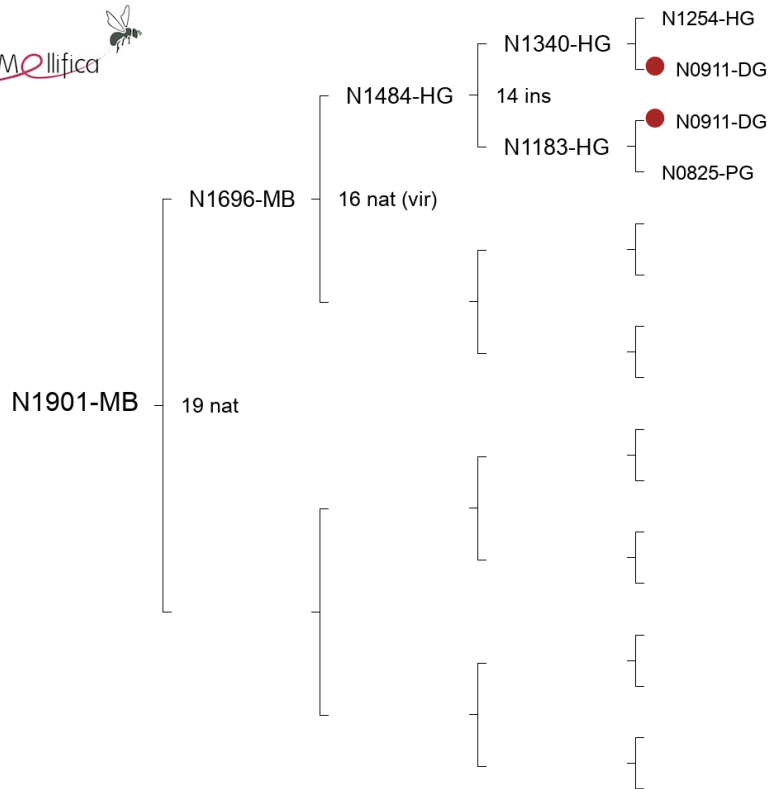 Mellifica
N1254-HG
N1340-HG
N0911-DG
N1484-HG
14 ins
N0911-DG
N1183-HG
N0825-PG
N1696-MB
16 nat (vir)
N1901-MB
19 nat